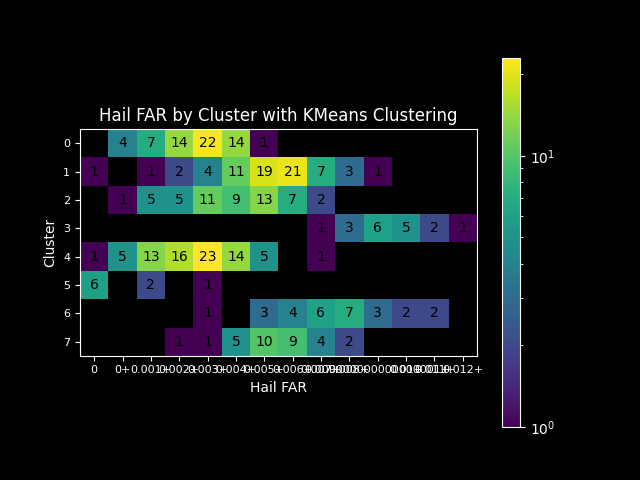 Hail FAR by Cluster with KMeans Clustering
0 4 7 14 22 14 1
1 1 1 2 4 11 19 21 7 3 1
2 1 5 5 11 9 13 7 2
3 1 3 6 5 2 1
4 1 5 13 16 23 14 5 1
5 6 2 1
6 1 3 4 6 7 3 2 2
7 1 1 5 10 9 4 2
Cluster
0 0+
Hail FAR
10¹
10⁰